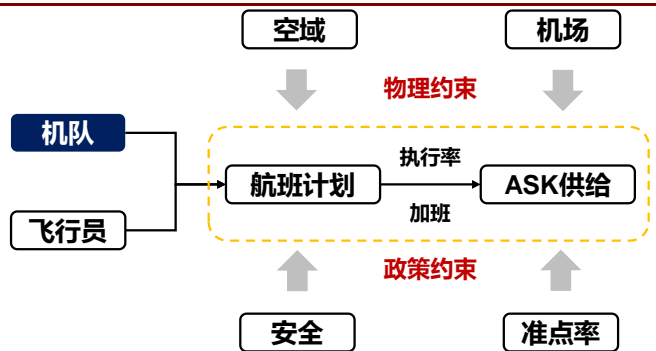 空域
机场
物理约束
机队
执行率
航班计划
ASK供给
加班
飞行员
政策约束
安全
准点率